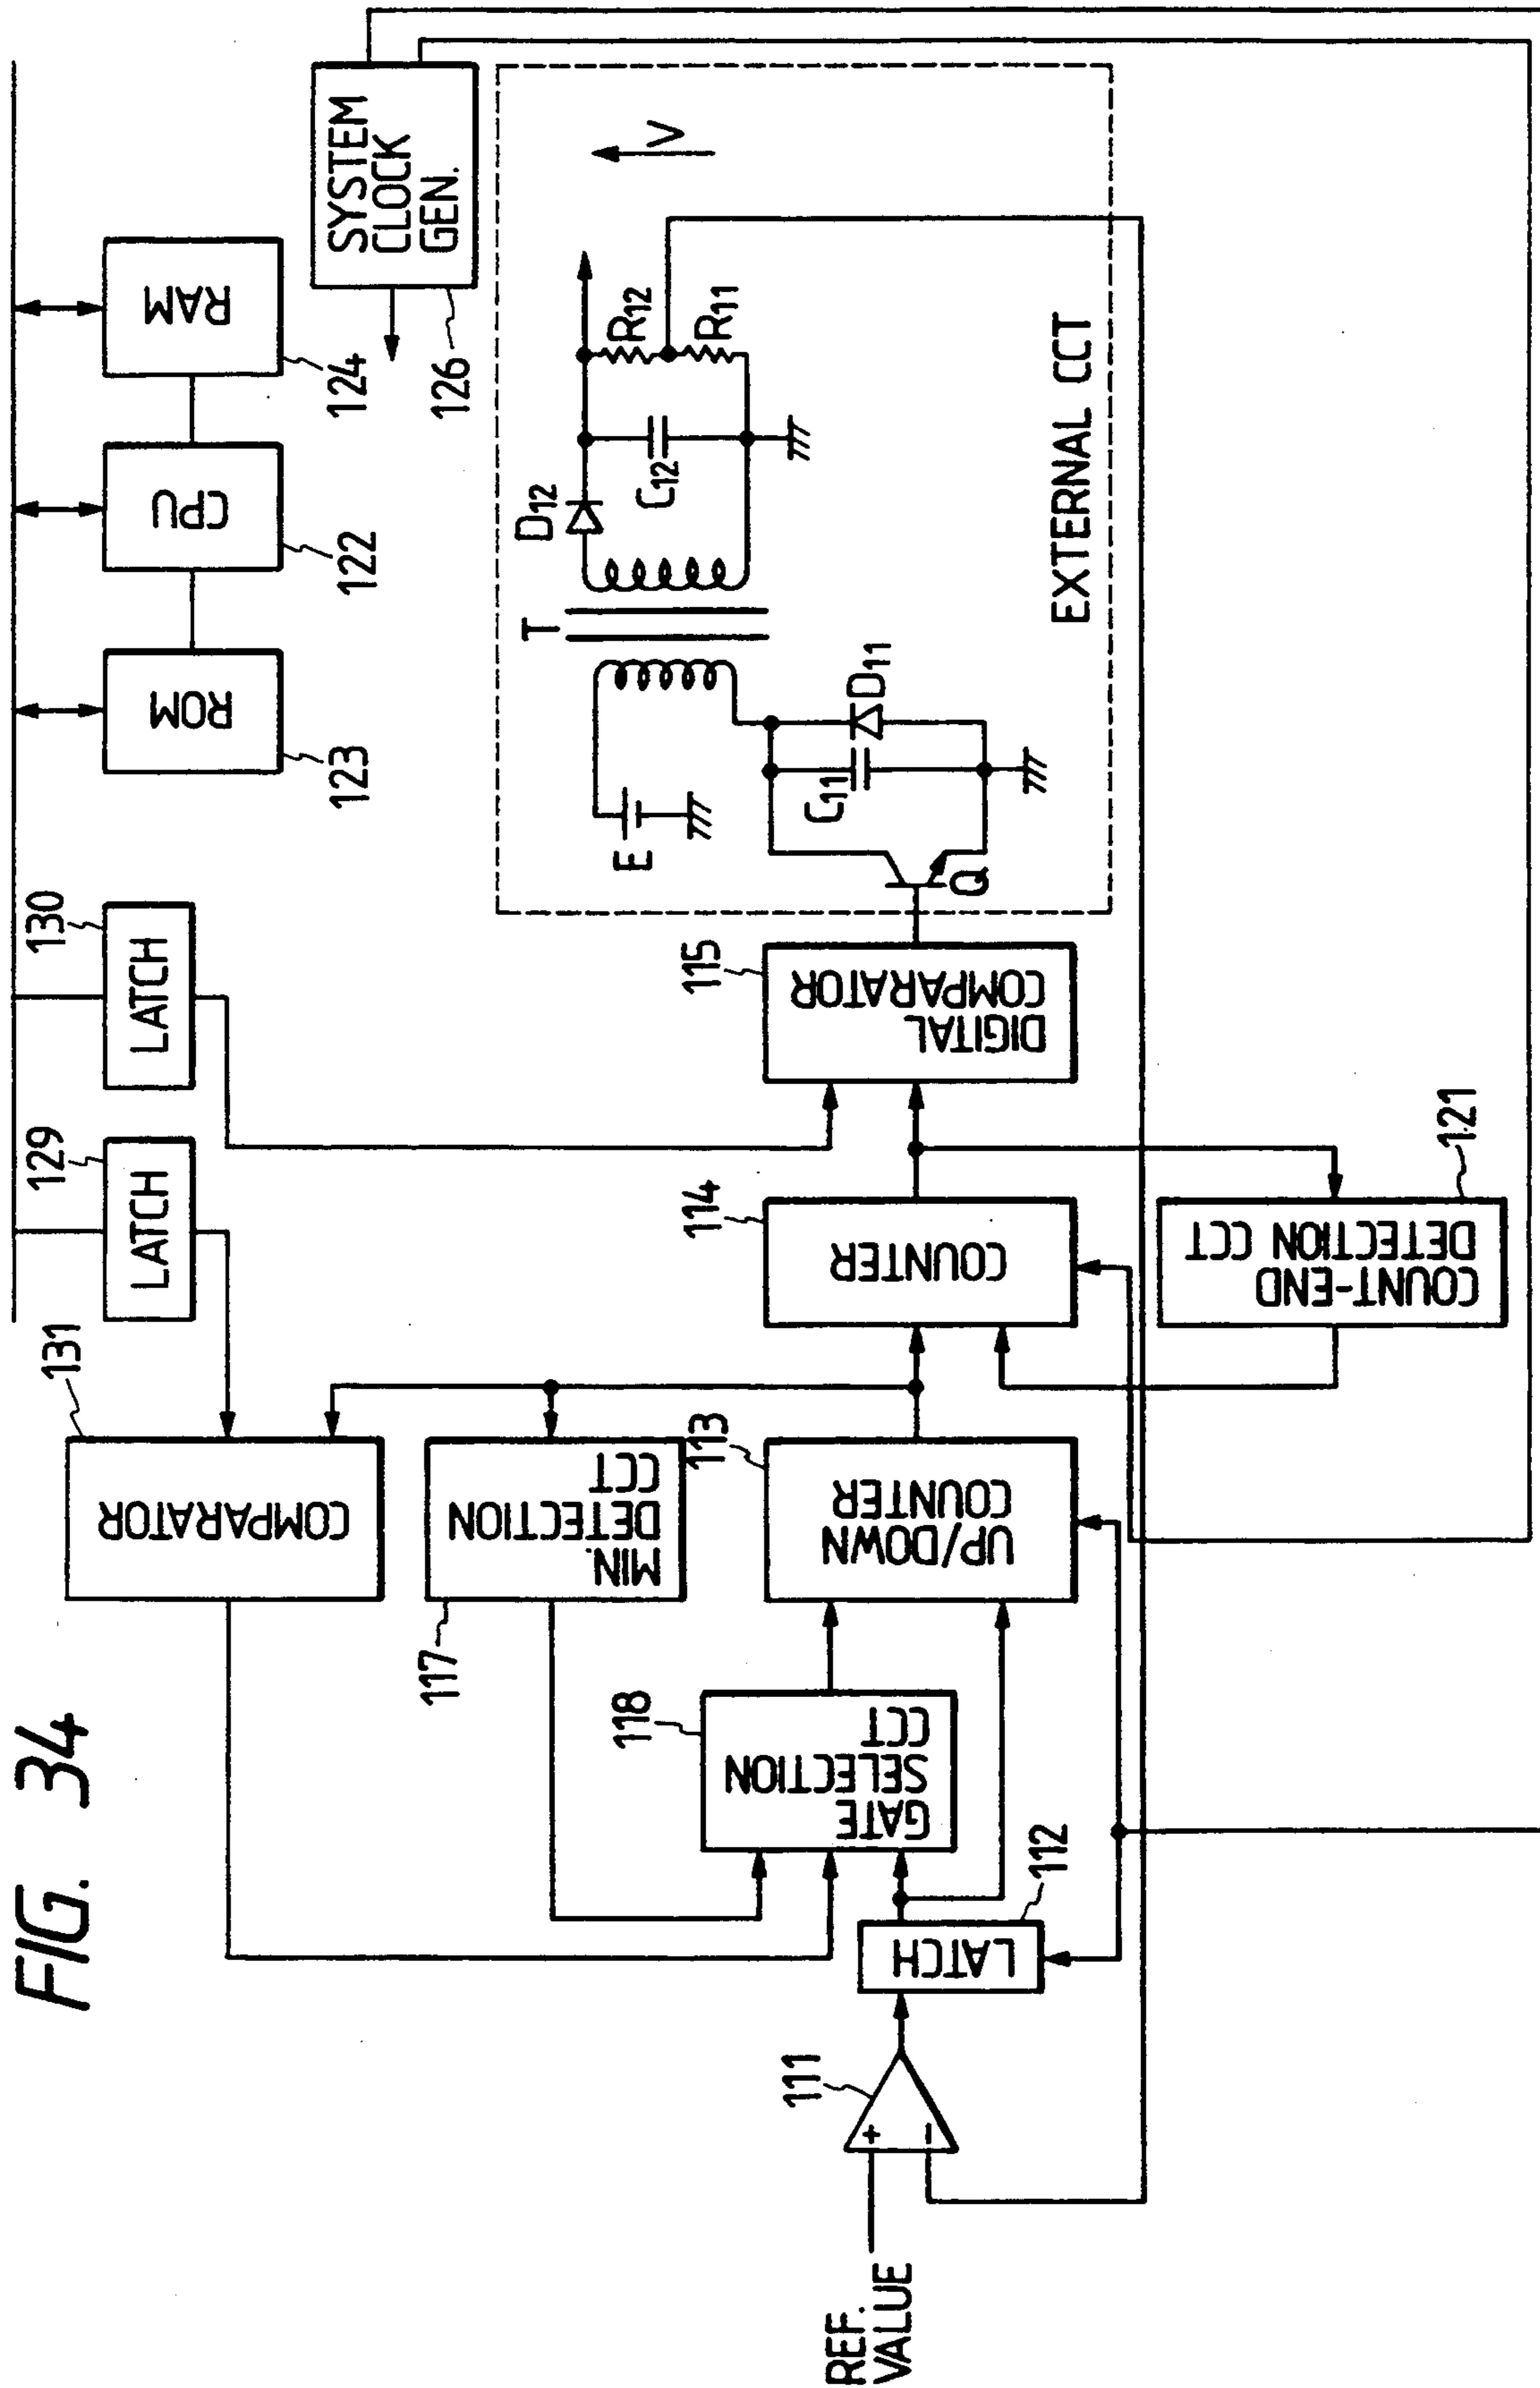 FIG. 34
131
COMPARATOR
129
LATCH
130
LATCH
123
ROM
122
CPU
124
RAM
126
SYSTEM
CLOCK
GEN.
117
MIN.
DETECTION
CCT
118
GATE
SELECTION
CCT
113
UP/DOWN
COUNTER
114
COUNTER
115
DIGITAL
COMPARATOR
111
+
−
REF.
VALUE
112
LATCH
121
COUNT-END
DETECTION CCT
E
T
Q
C11
D11
D12
C12
R12
R11
V
EXTERNAL CCT